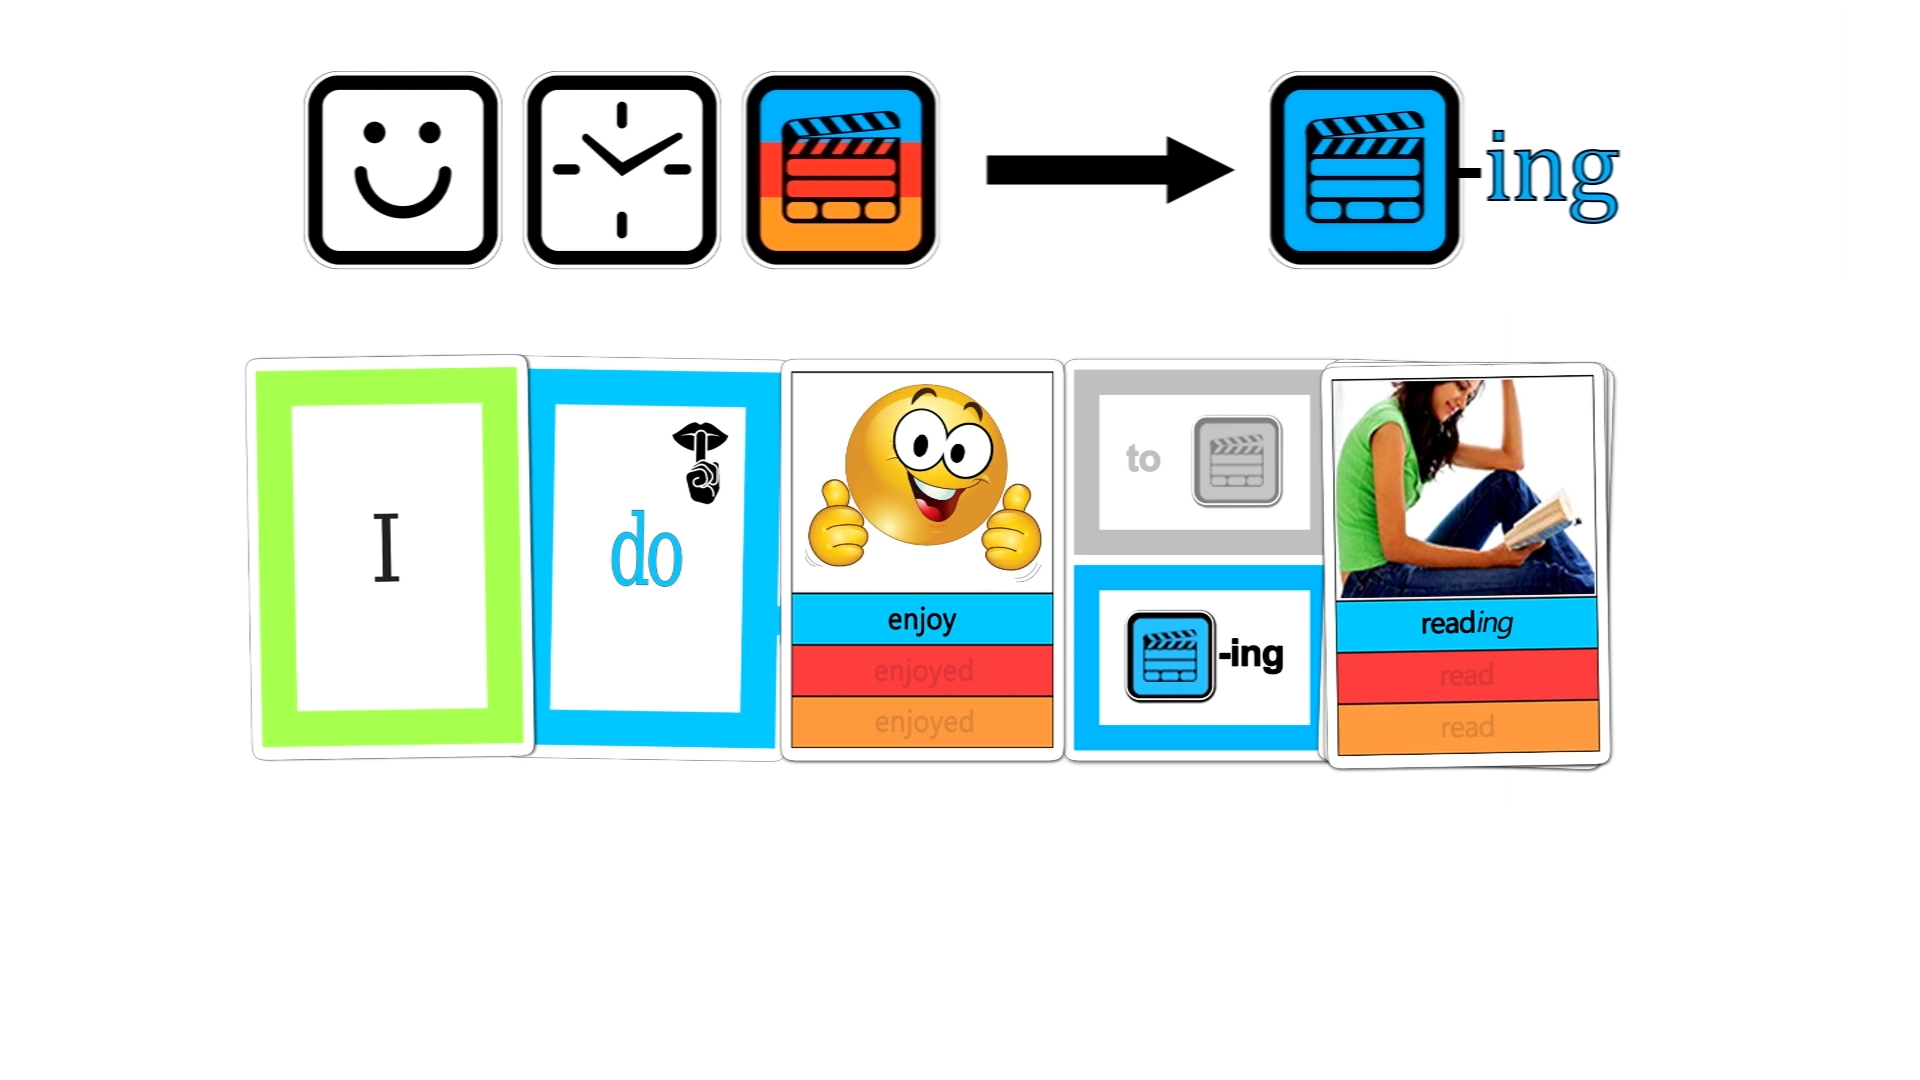 -ing
I
do
enjoy
enjoyed
enjoyed
to
-ing
reading
read
read